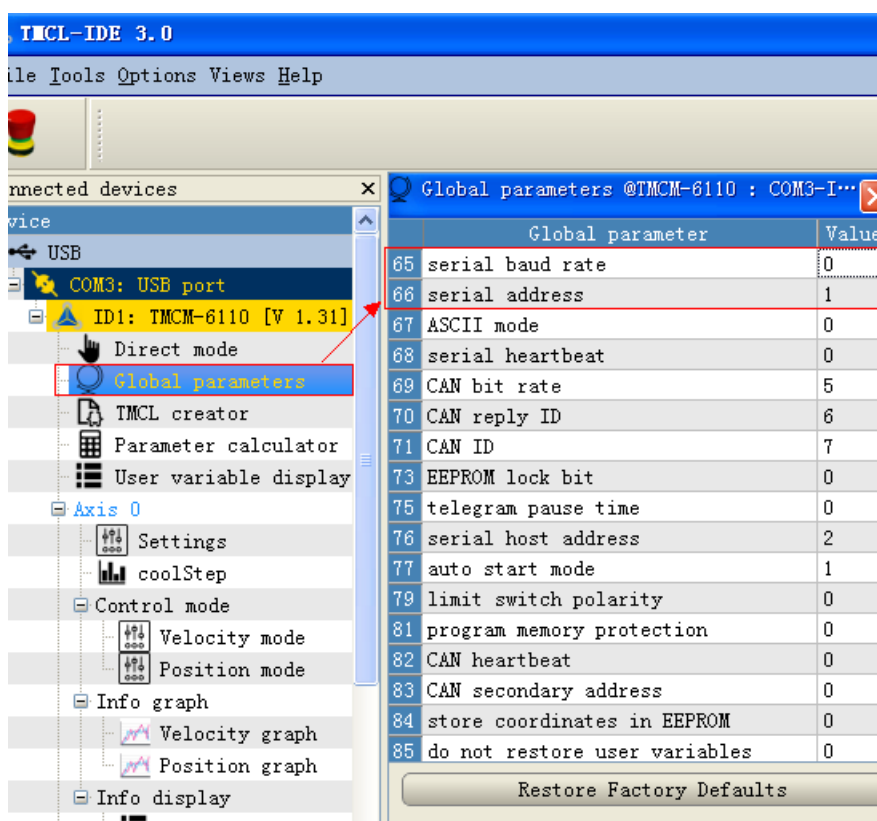 TMCL-IDE 3.0
ile Tools Options Views Help
nnected devices
vice
USB
COM3: USB port
ID1: TMCM-6110 [V 1.31]
Direct mode
Global parameters
TMCL creator
Parameter calculator
User variable display
Axis 0
Settings
coolStep
Control mode
Velocity mode
Position mode
Info graph
Velocity graph
Position graph
Info display
Global parameters @TMCM-6110 : COM3-I...
Global parameter Value
65 serial baud rate 0
66 serial address 1
67 ASCII mode 0
68 serial heartbeat 0
69 CAN bit rate 5
70 CAN reply ID 6
71 CAN ID 7
73 EEPROM lock bit 0
75 telegram pause time 0
76 serial host address 2
77 auto start mode 1
79 limit switch polarity 0
81 program memory protection 0
82 CAN heartbeat 0
83 CAN secondary address 0
84 store coordinates in EEPROM 0
85 do not restore user variables 0
Restore Factory Defaults